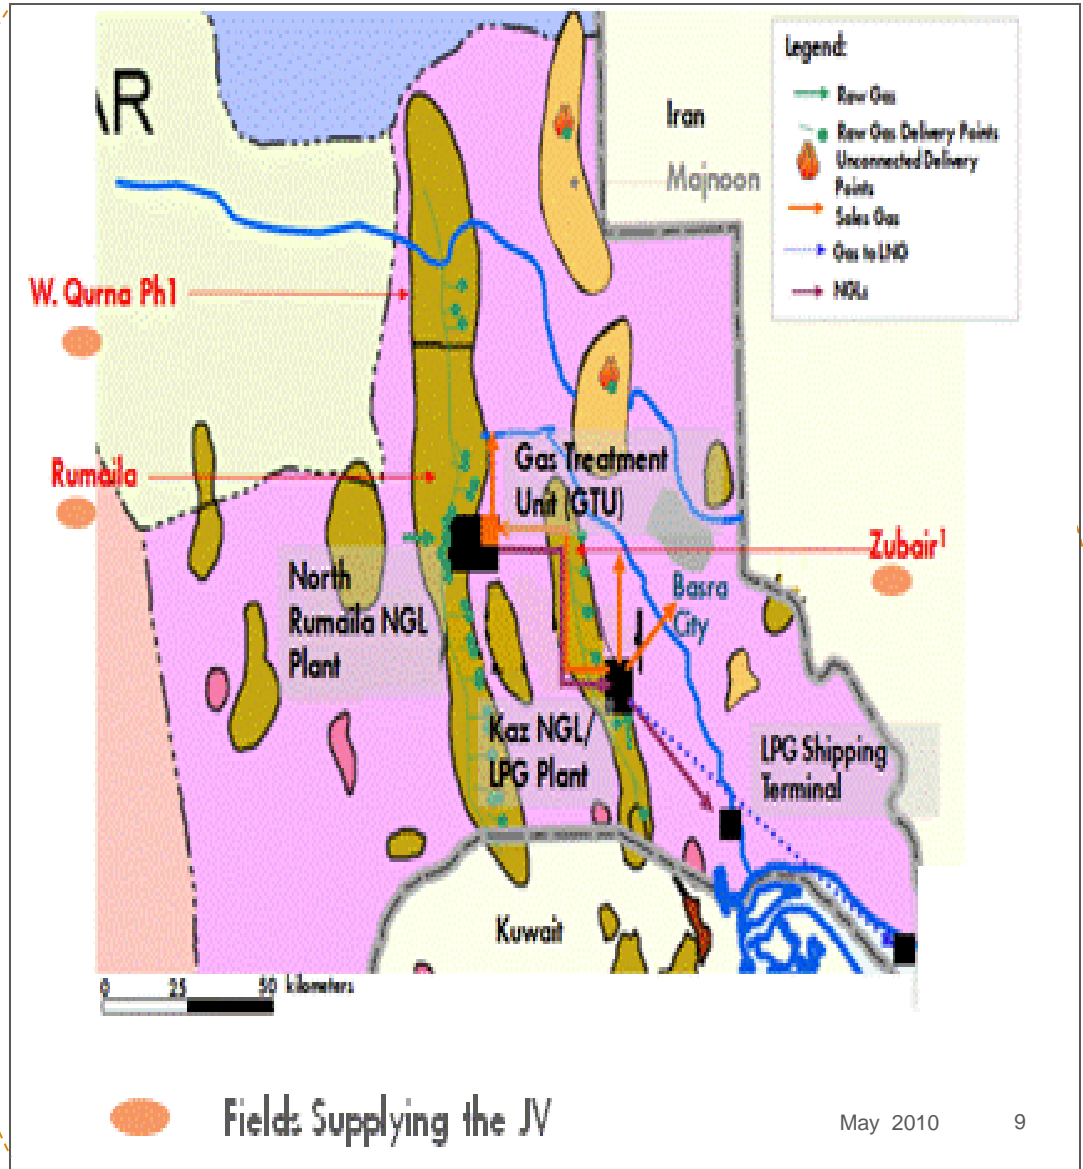 AR
Legend:
Raw Gas
Raw Gas Delivery Points
Unconnected Delivery
Points
Sales Gas
Gas to LNG
NGLs
Iran
Majnoon
W. Qurna Ph1
Rumaila
Gas Treatment
Unit (GTU)
Zubair1
North
Rumaila NGL
Plant
Basra
City
Kaz NGL/
LPG Plant
LPG Shipping
Terminal
Kuwait
0 25 50 kilometers
Fields Supplying the JV
May 2010 9